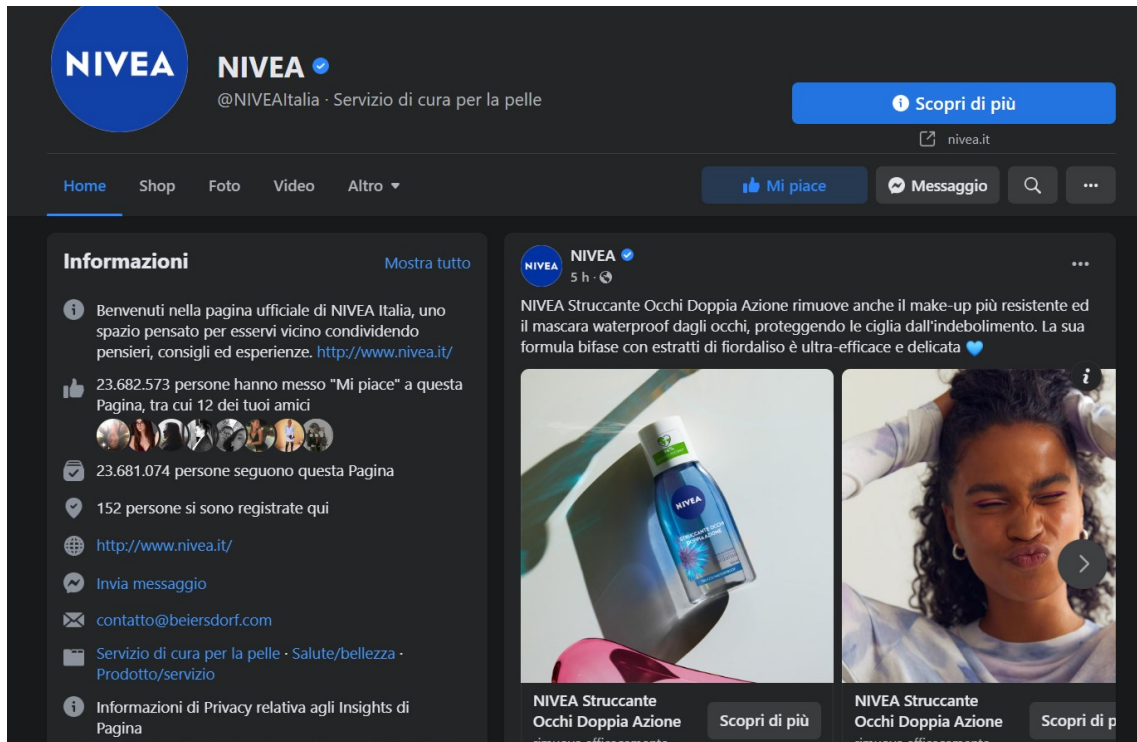 NIVEA
NIVEA
@NIVEAItalia · Servizio di cura per la pelle
Scopri di più
nivea.it
Home
Shop
Foto
Video
Altro
Mi piace
Messaggio
Informazioni
Mostra tutto
Benvenuti nella pagina ufficiale di NIVEA Italia, uno
spazio pensato per esservi vicino condividendo
pensieri, consigli ed esperienze. http://www.nivea.it/
23.682.573 persone hanno messo "Mi piace" a questa
Pagina, tra cui 12 dei tuoi amici
23.681.074 persone seguono questa Pagina
152 persone si sono registrate qui
http://www.nivea.it/
Invia messaggio
contatto@beiersdorf.com
Servizio di cura per la pelle · Salute/bellezza ·
Prodotto/servizio
Informazioni di Privacy relativa agli Insights di
Pagina
NIVEA
NIVEA
5 h ·
NIVEA Struccante Occhi Doppia Azione rimuove anche il make-up più resistente ed
il mascara waterproof dagli occhi, proteggendo le ciglia dall'indebolimento. La sua
formula bifase con estratti di fiordaliso è ultra-efficace e delicata
NIVEA
STRUCCANTE OCCHI
DOPPIA AZIONE
NIVEA Struccante
Occhi Doppia Azione
Scopri di più
NIVEA Struccante
Occhi Doppia Azione
Scopri di p